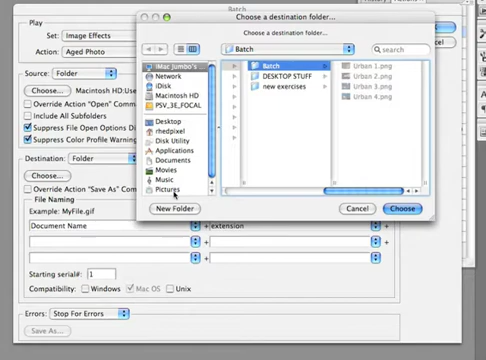 Batch
History
Play
Set: Image Effects
Action: Aged Photo
Source: Folder
Choose... Macintosh HD:Use
Override Action "Open" Comm
Include All Subfolders
Suppress File Open Options Di
Suppress Color Profile Warning
Destination: Folder
Choose...
Override Action "Save As" Com
File Naming
Example: MyFile.gif
Document Name + extension +
+ +
+
Starting serial#: 1
Compatibility: Windows Mac OS Unix
Errors: Stop For Errors
Save As...
Choose a destination folder...
Choose a destination folder...
Batch
search
iMac Jumbo's
Network
iDisk
Macintosh HD
PSV_3E_FOCAL
Desktop
rhedpixel
Disk Utility
Applications
Documents
Movies
Music
Pictures
Batch
DESKTOP STUFF
new exercises
Urban 1.png
Urban 2.png
Urban 3.png
Urban 4.png
New Folder
Cancel
Choose